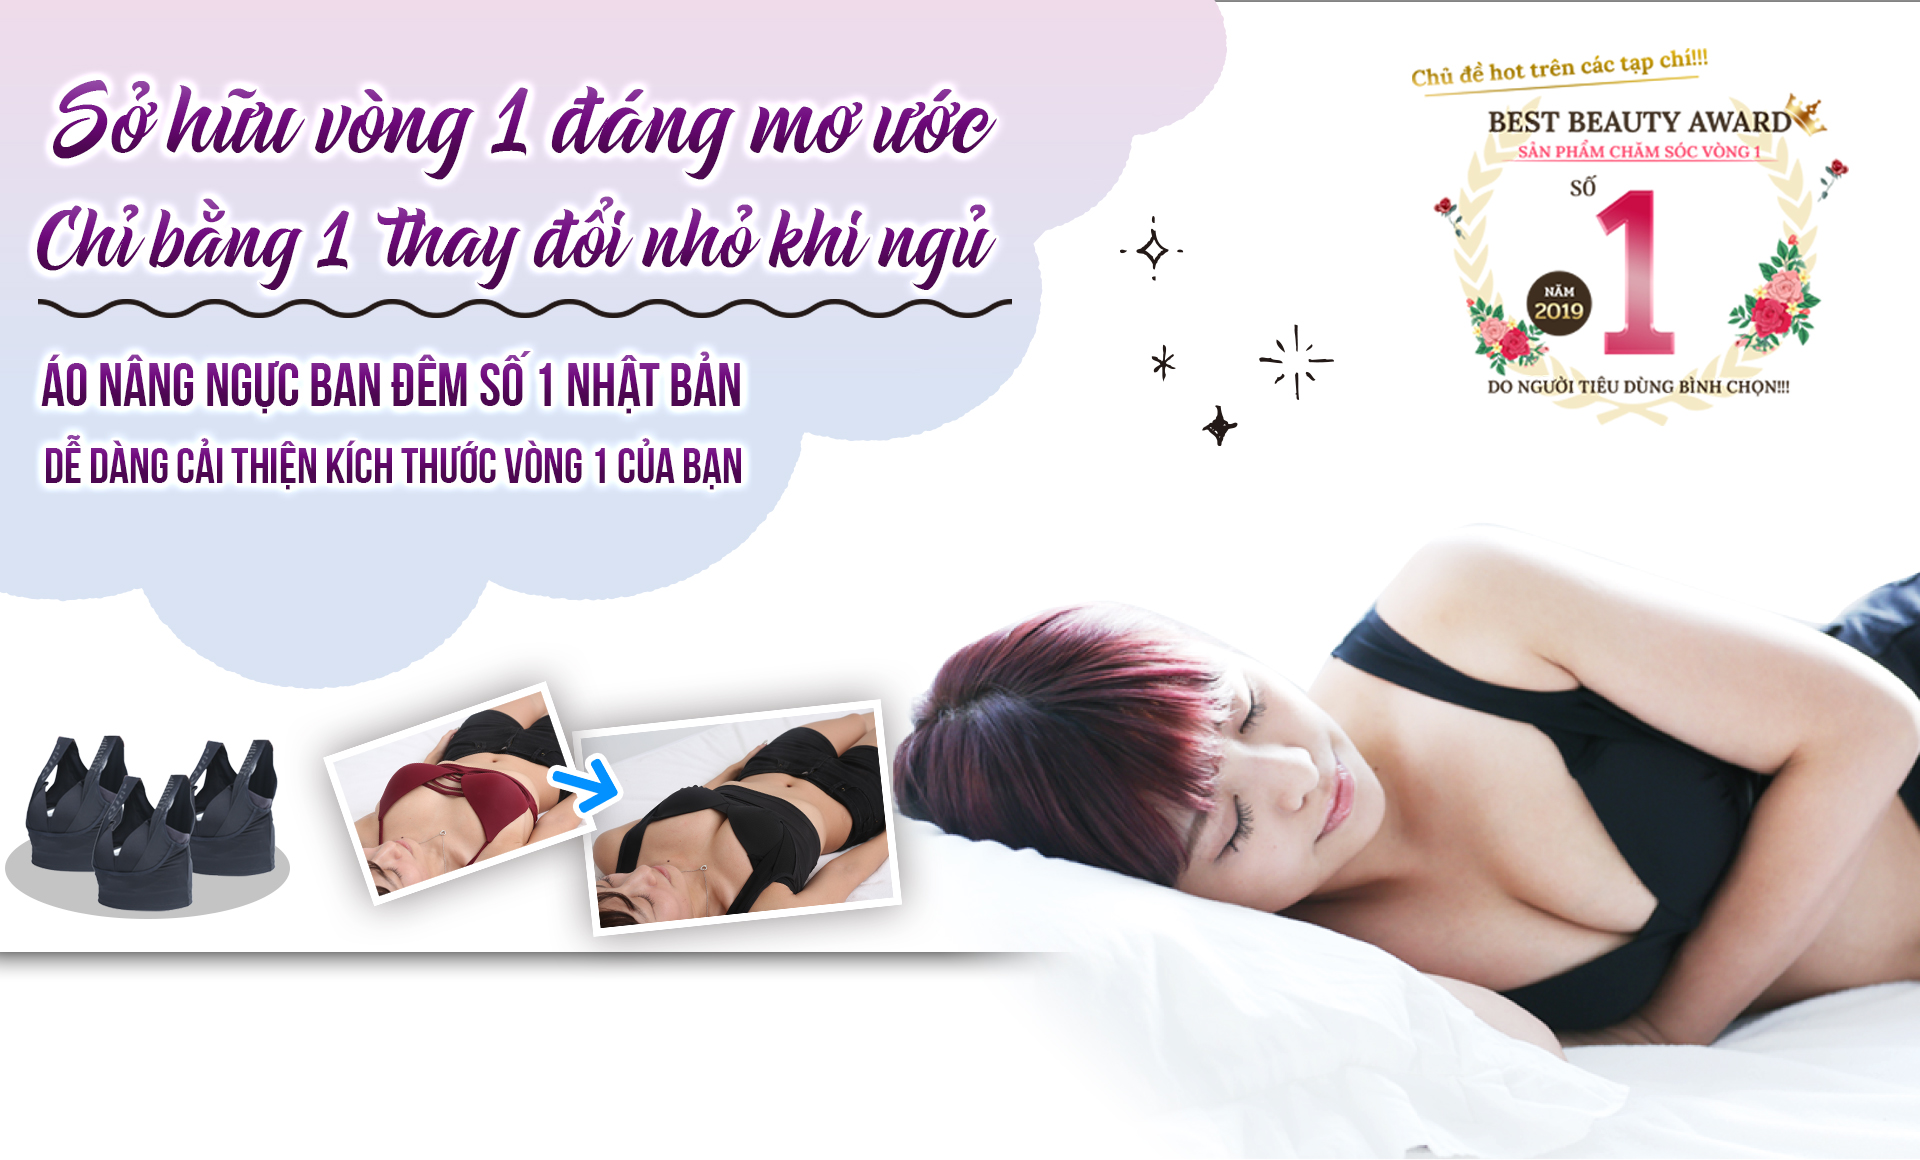 Sở hữu vòng 1 đáng mơ ước
Chỉ bằng 1 thay đổi nhỏ khi ngủ
ÁO NÂNG NGỰC BAN ĐÊM SỐ 1 NHẬT BẢN
DỄ DÀNG CẢI THIỆN KÍCH THƯỚC VÒNG 1 CỦA BẠN
Chủ đề hot trên các tạp chí!!!
BEST BEAUTY AWARD
SẢN PHẨM CHĂM SÓC VÒNG 1
SỐ
1
NĂM
2019
DO NGƯỜI TIÊU DÙNG BÌNH CHỌN!!!